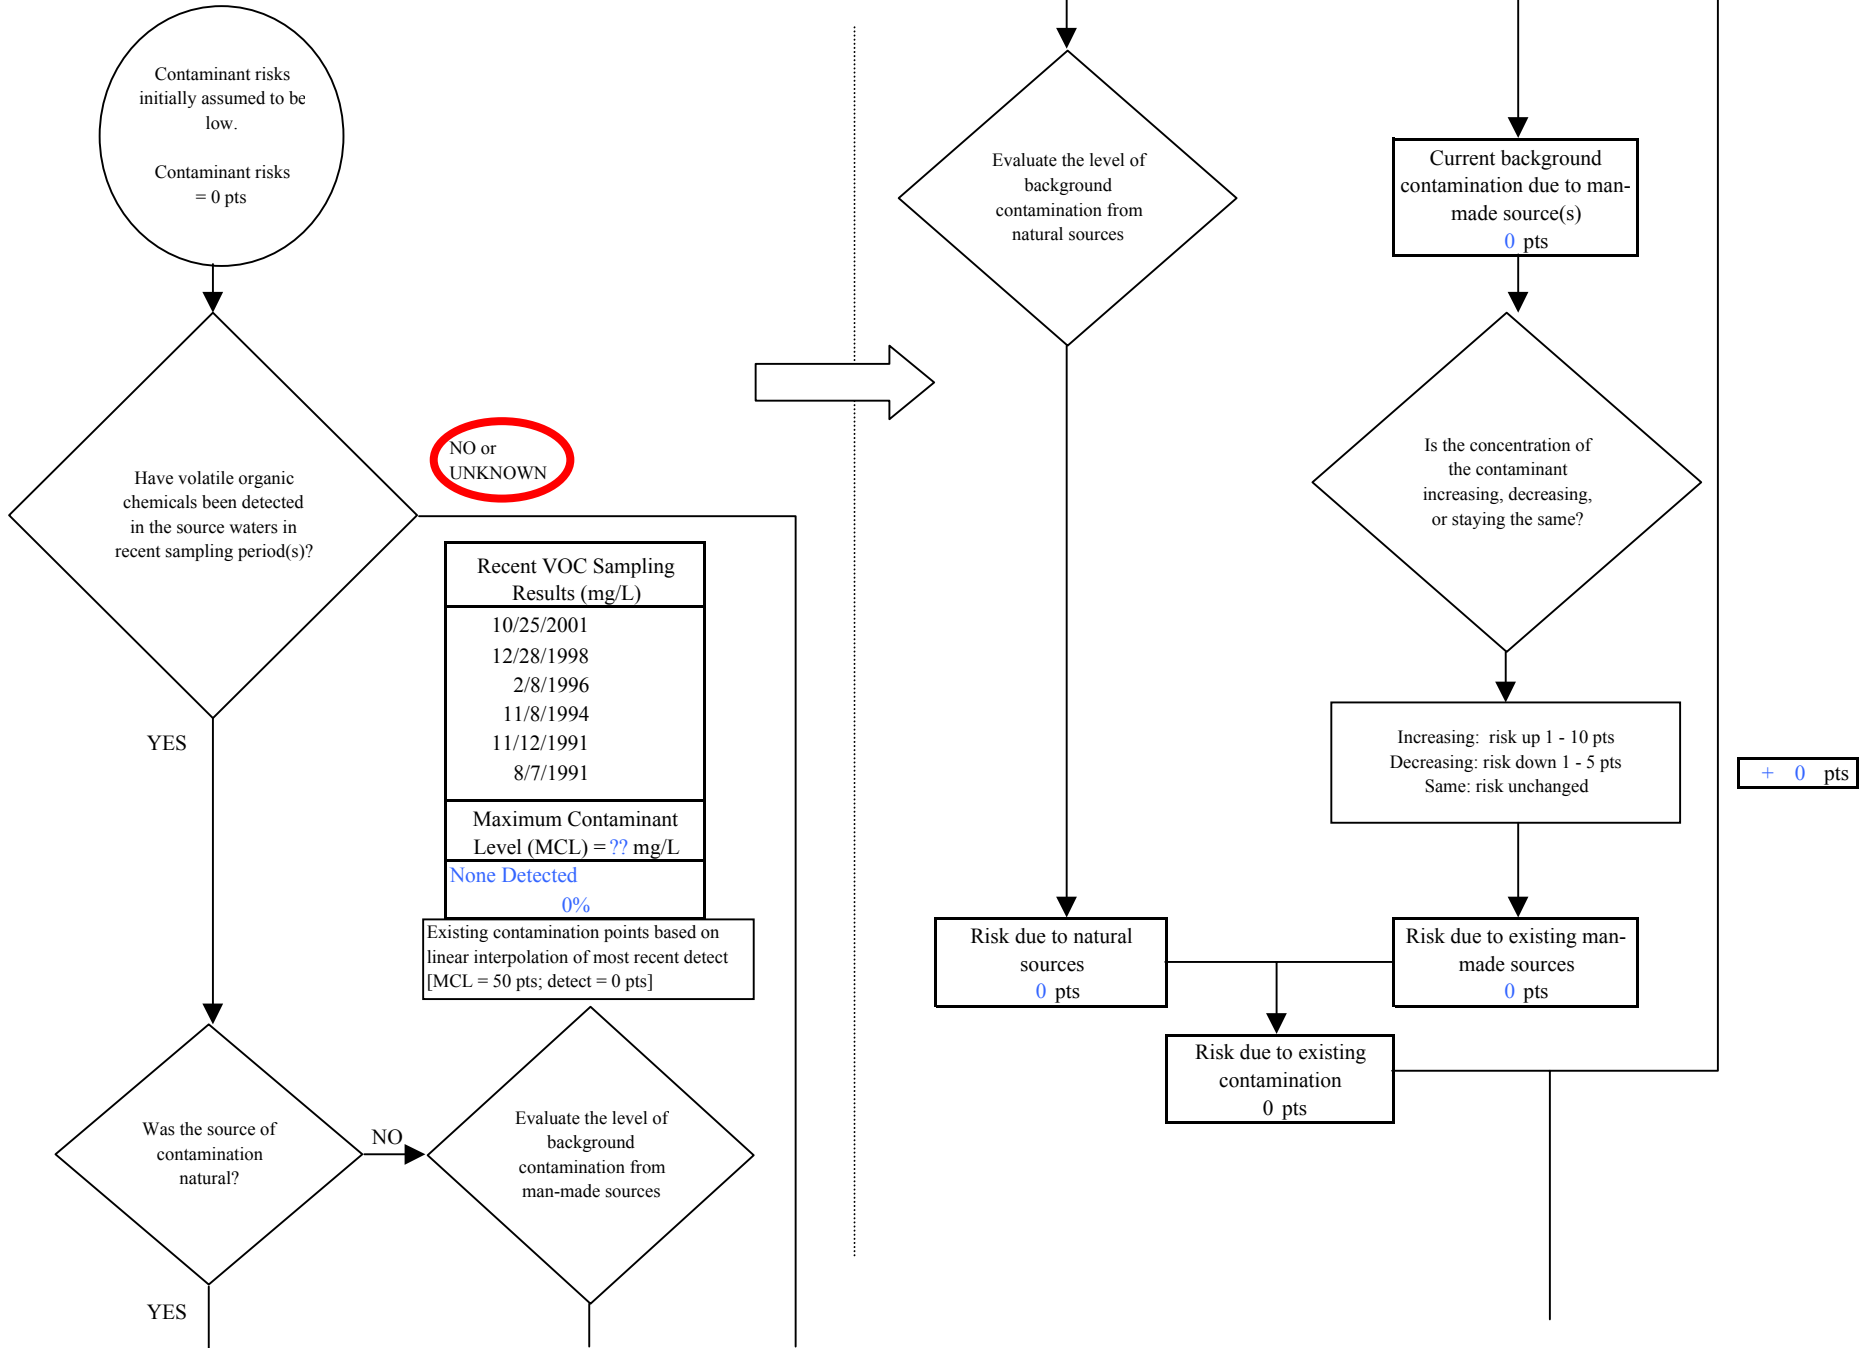 Contaminant risks
initially assumed to be
low.
Contaminant risks
= 0 pts
Have volatile organic
chemicals been detected
in the source waters in
recent sampling period(s)?
NO or
UNKNOWN
YES
Recent VOC Sampling
Results (mg/L)
10/25/2001
12/28/1998
2/8/1996
11/8/1994
11/12/1991
8/7/1991
Maximum Contaminant
Level (MCL) = ?? mg/L
None Detected
0%
Existing contamination points based on
linear interpolation of most recent detect
[MCL = 50 pts; detect = 0 pts]
Was the source of
contamination
natural?
NO
Evaluate the level of
background
contamination from
man-made sources
YES
Evaluate the level of
background
contamination from
natural sources
Current background
contamination due to man-
made source(s)
0 pts
Is the concentration of
the contaminant
increasing, decreasing,
or staying the same?
Increasing: risk up 1 - 10 pts
Decreasing: risk down 1 - 5 pts
Same: risk unchanged
+ 0 pts
Risk due to natural
sources
0 pts
Risk due to existing man-
made sources
0 pts
Risk due to existing
contamination
0 pts